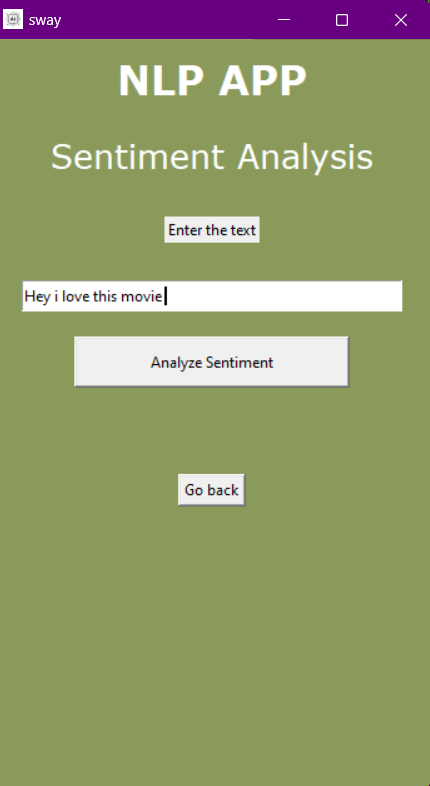 sway
NLP APP
Sentiment Analysis
Enter the text
Hey i love this movie
Analyze Sentiment
Go back